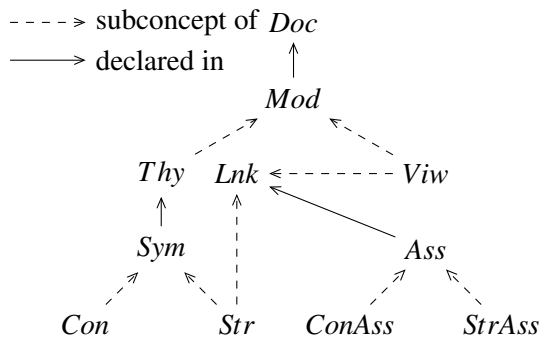 subconcept of Doc
declared in
Mod
Thy Lnk Viw
Sym Ass
Con Str ConAss StrAss